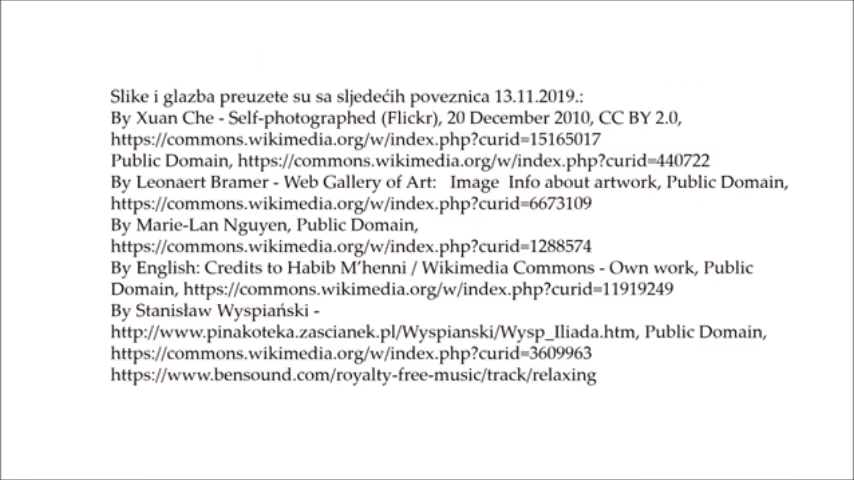 Slike i glazba preuzete su sa sljedećih poveznica 13.11.2019.:
By Xuan Che - Self-photographed (Flickr), 20 December 2010, CC BY 2.0,
https://commons.wikimedia.org/w/index.php?curid=15165017
Public Domain, https://commons.wikimedia.org/w/index.php?curid=440722
By Leonaert Bramer - Web Gallery of Art:   Image  Info about artwork, Public Domain,
https://commons.wikimedia.org/w/index.php?curid=6673109
By Marie-Lan Nguyen, Public Domain,
https://commons.wikimedia.org/w/index.php?curid=1288574
By English: Credits to Habib M’henni / Wikimedia Commons - Own work, Public
Domain, https://commons.wikimedia.org/w/index.php?curid=11919249
By Stanisław Wyspiański -
http://www.pinakoteka.zascianek.pl/Wyspianski/Wysp_Iliada.htm, Public Domain,
https://commons.wikimedia.org/w/index.php?curid=3609963
https://www.bensound.com/royalty-free-music/track/relaxing